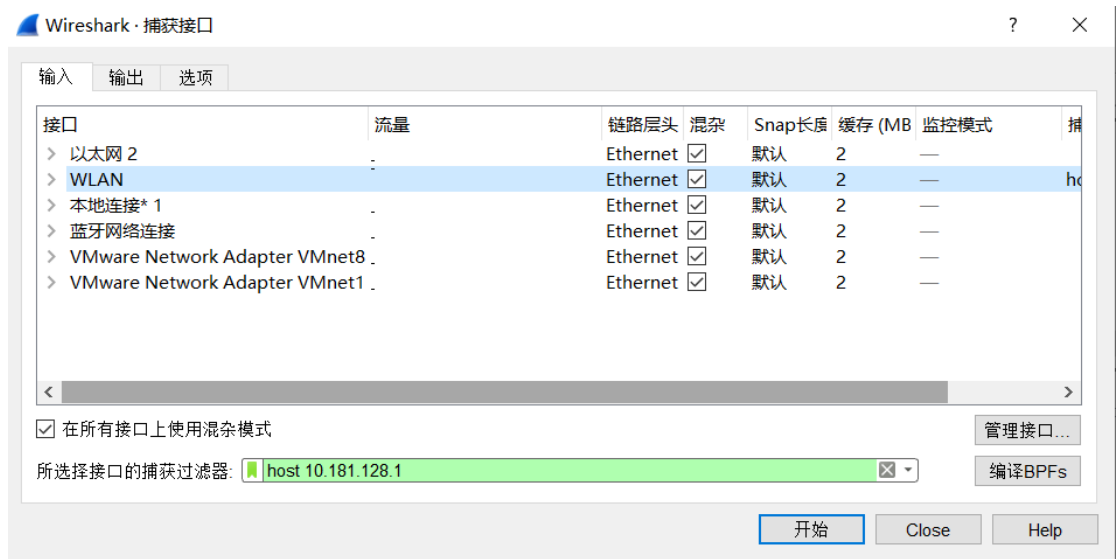 Wireshark · 捕获接口 ?
输入 输出 选项
接口 流量 链路层头 混杂 Snap长度 缓存 (MB 监控模式 捕
以太网 2 Ethernet 默认 2 —
WLAN Ethernet 默认 2 — ho
本地连接* 1 Ethernet 默认 2 —
蓝牙网络连接 Ethernet 默认 2 —
VMware Network Adapter VMnet8 Ethernet 默认 2 —
VMware Network Adapter VMnet1 Ethernet 默认 2 —
在所有接口上使用混杂模式 管理接口...
所选择接口的捕获过滤器: host 10.181.128.1 编译BPFs
开始 Close Help